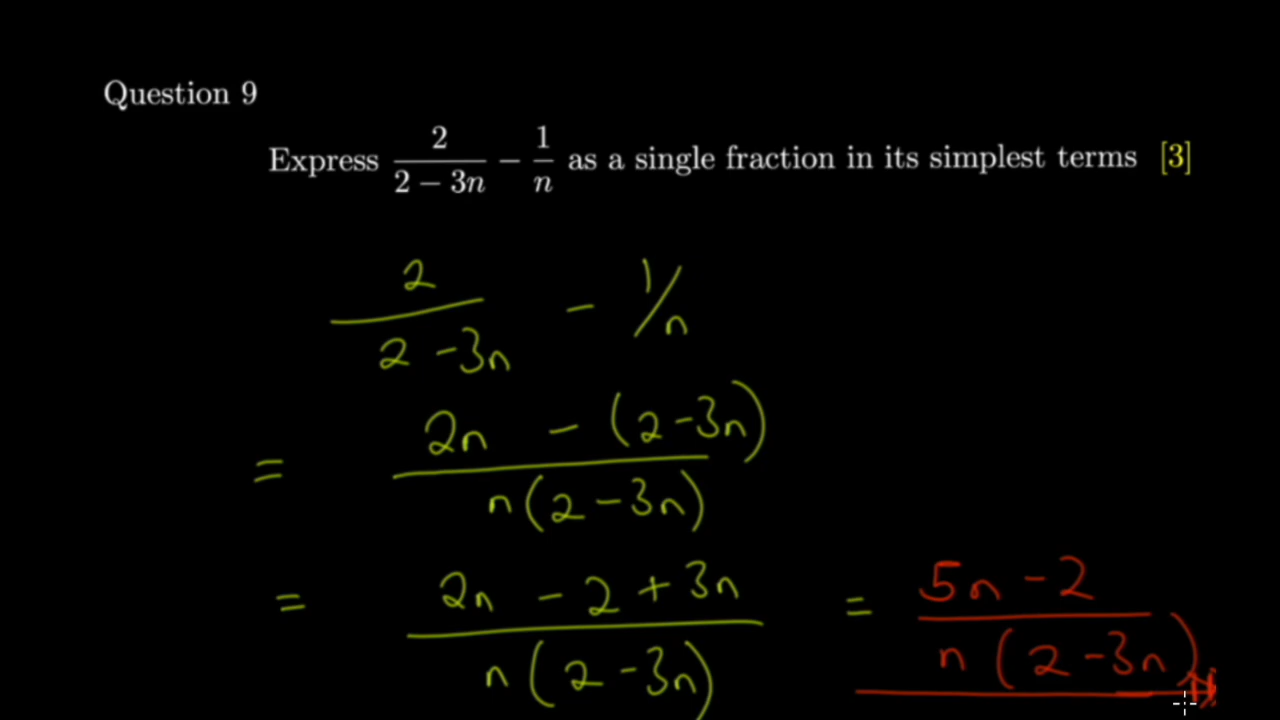 Question 9
Express 2/(2 − 3n) − 1/n as a single fraction in its simplest terms [3]
2/(2 - 3n) - 1/n
= (2n - (2 - 3n))/(n(2 - 3n))
= (2n - 2 + 3n)/(n(2 - 3n)) = (5n - 2)/(n(2 - 3n))